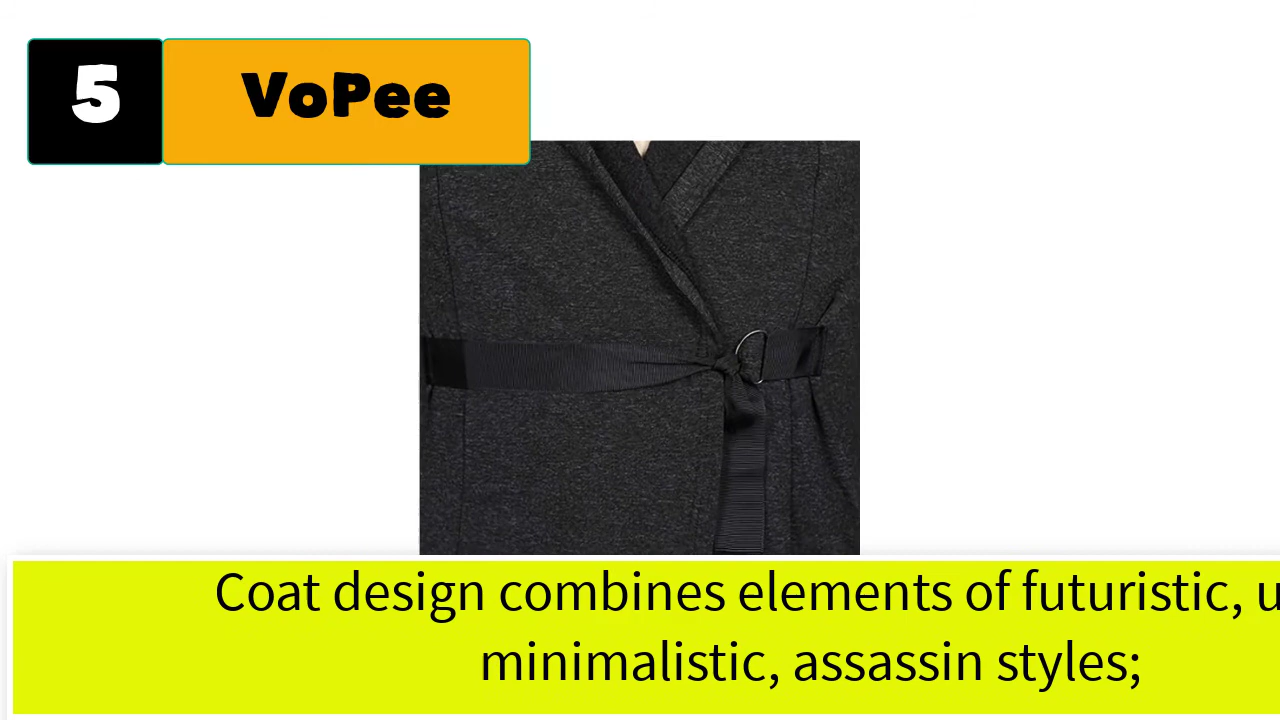 5
VoPee
Coat design combines elements of futuristic,
minimalistic, assassin styles;